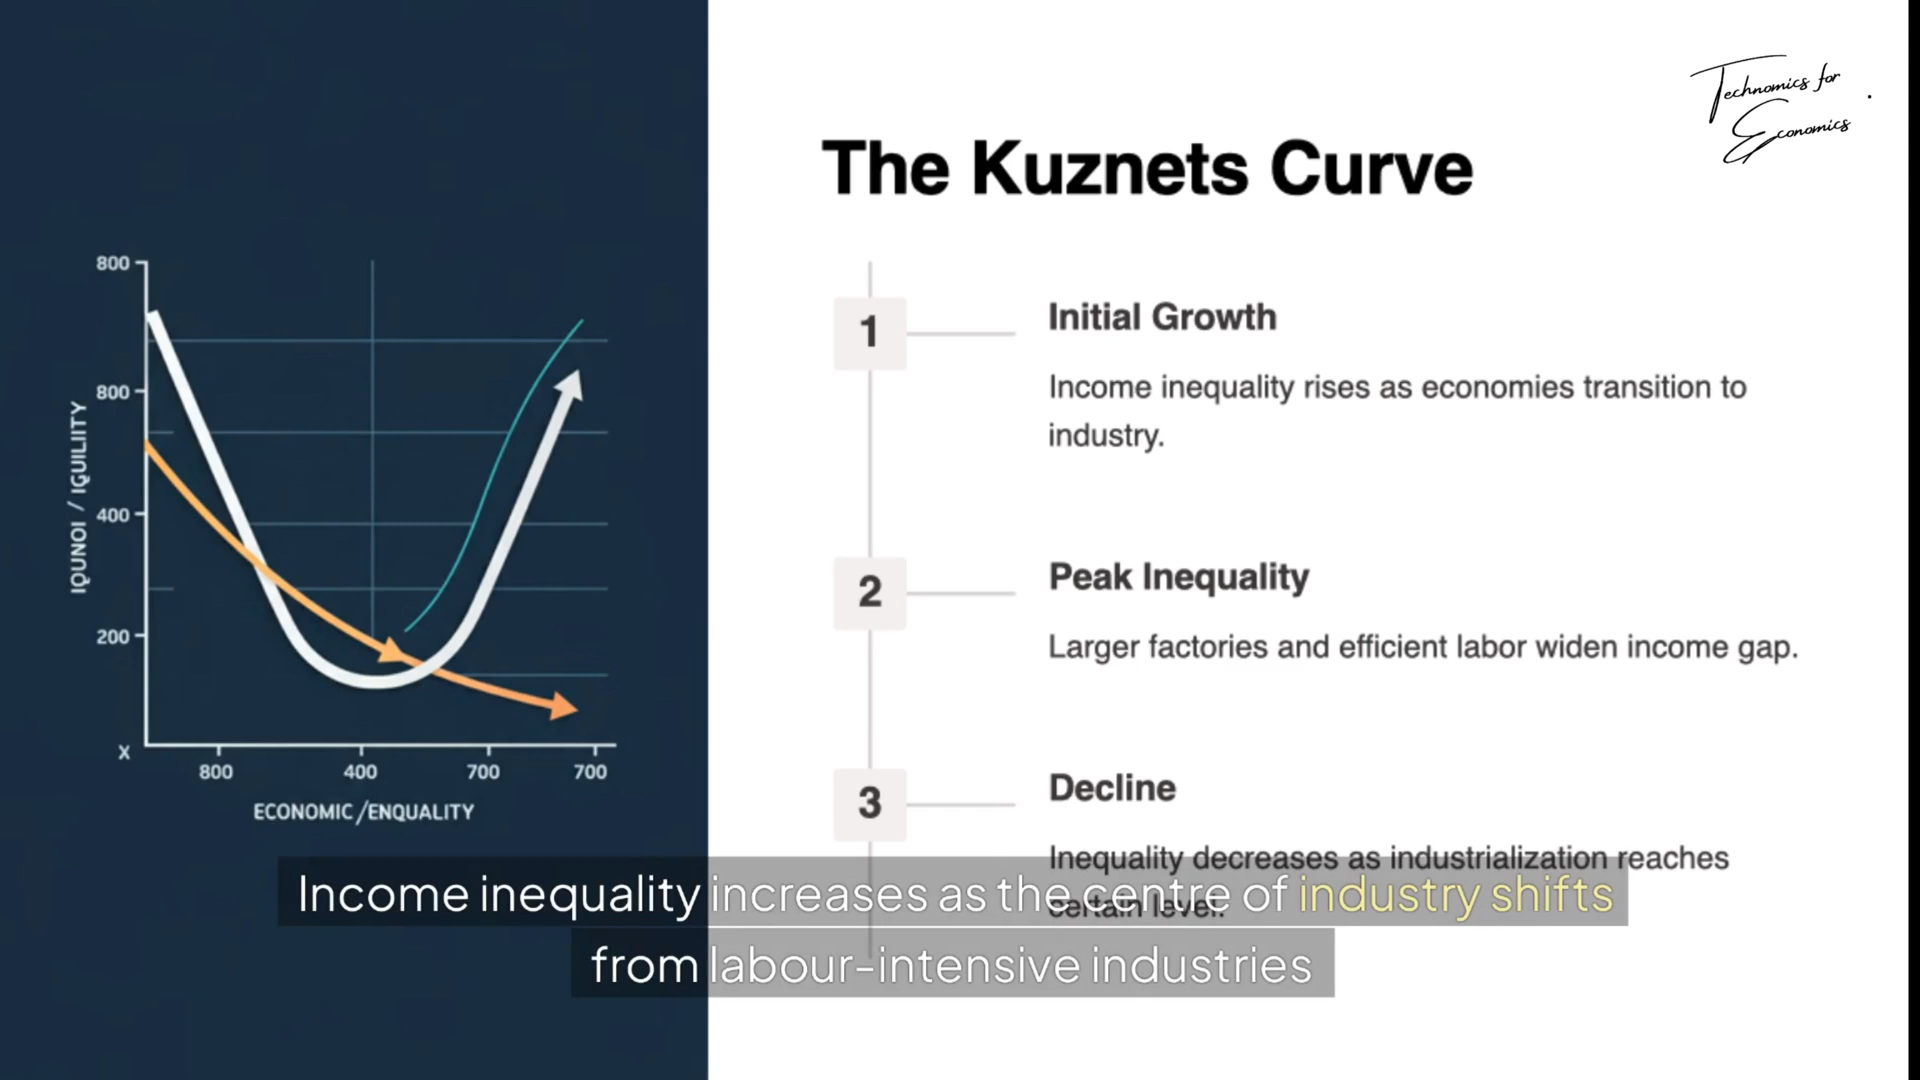 Technomics for
Economics
The Kuznets Curve
800
800
400
200
X
IQUNOI / IGUILIITY
800 400 700 700
ECONOMIC/ENQUALITY
1
Initial Growth
Income inequality rises as economies transition to
industry.
2
Peak Inequality
Larger factories and efficient labor widen income gap.
3
Decline
Inequality decreases as industrialization reaches
certain level.
Income inequality increases as the centre of industry shifts
from labour-intensive industries